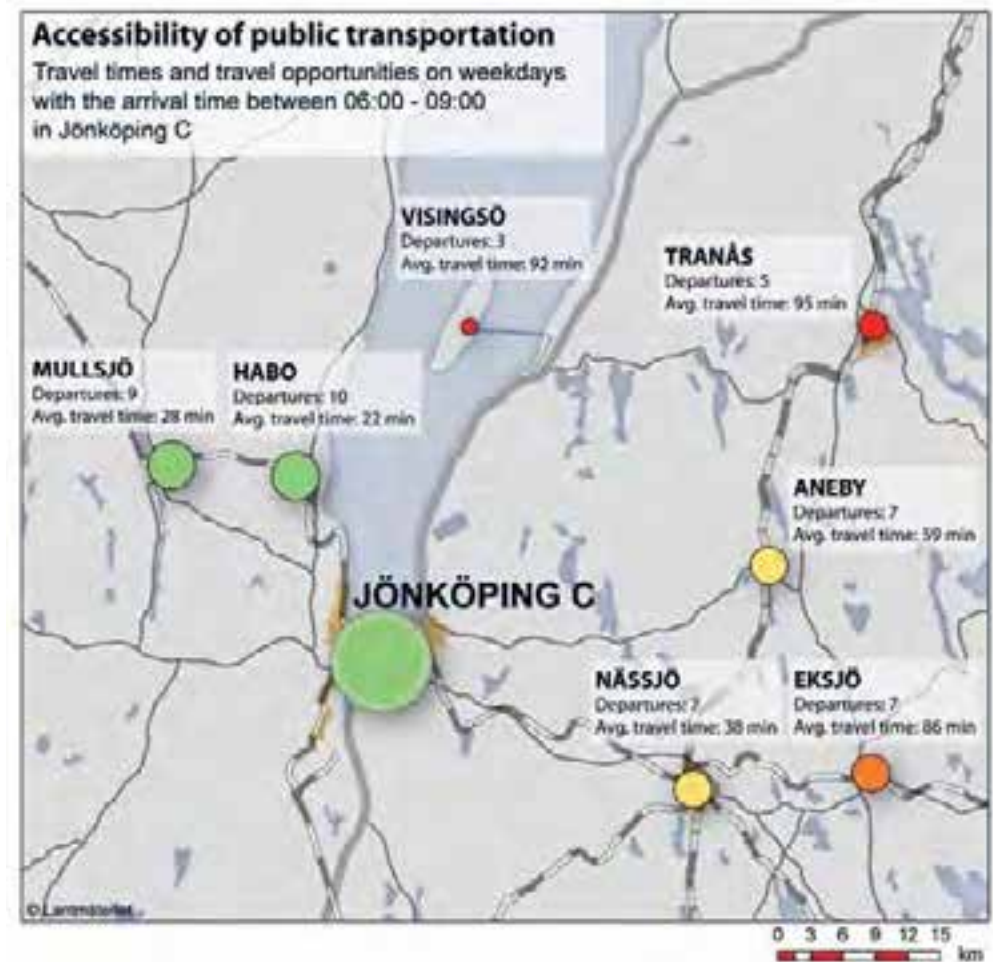 Accessibility of public transportation
Travel times and travel opportunities on weekdays
with the arrival time between 06:00 - 09:00
in Jönköping C
VISINGSÖ
Departures: 3
Avg. travel time: 92 min
TRANÅS
Departures: 5
Avg. travel time: 95 min
MULLSJÖ
Departures: 9
Avg. travel time: 28 min
HABO
Departures: 10
Avg. travel time: 22 min
ANEBY
Departures: 7
Avg. travel time: 59 min
JÖNKÖPING C
NÄSSJÖ
Departures: 7
Avg. travel time: 38 min
EKSJÖ
Departures: 7
Avg. travel time: 86 min
© Lantmäteriet
0 3 6 9 12 15
km